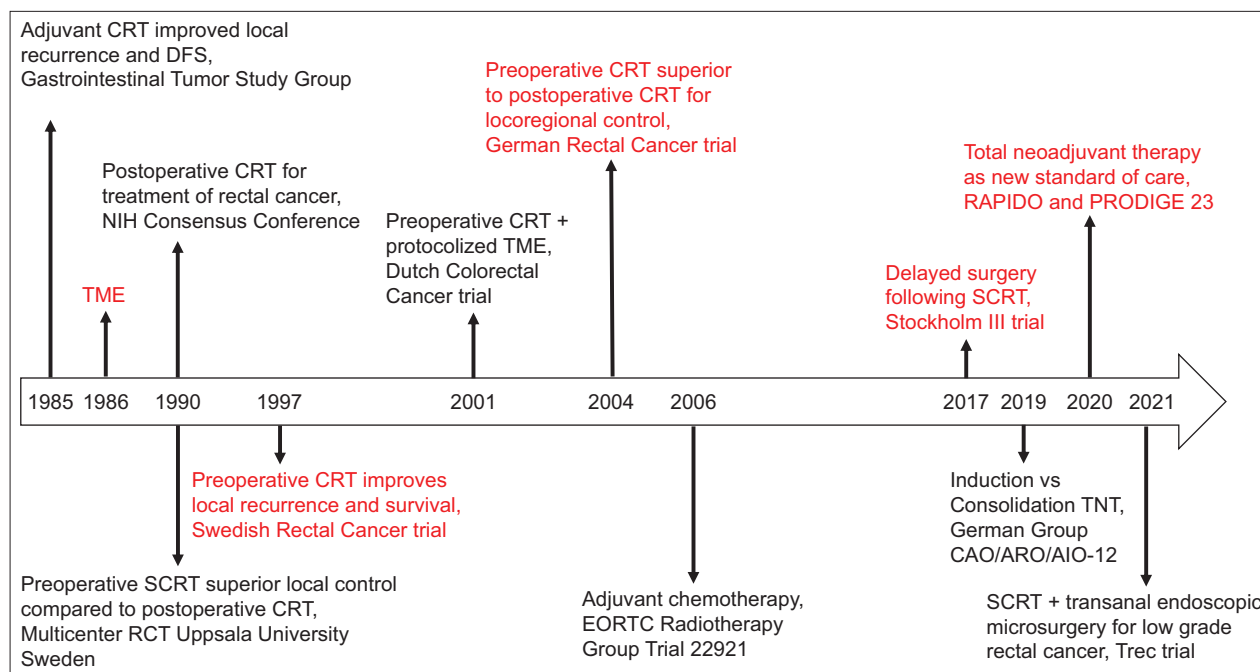 Adjuvant CRT improved local
recurrence and DFS,
Gastrointestinal Tumor Study Group
TME
Postoperative CRT for
treatment of rectal cancer,
NIH Consensus Conference
Preoperative CRT +
protocolized TME,
Dutch Colorectal
Cancer trial
Preoperative CRT superior
to postoperative CRT for
locoregional control,
German Rectal Cancer trial
Delayed surgery
following SCRT,
Stockholm III trial
Total neoadjuvant therapy
as new standard of care,
RAPIDO and PRODIGE 23
1985 1986 1990 1997 2001 2004 2006 2017 2019 2020 2021
Preoperative CRT improves
local recurrence and survival,
Swedish Rectal Cancer trial
Preoperative SCRT superior local control
compared to postoperative CRT,
Multicenter RCT Uppsala University
Sweden
Adjuvant chemotherapy,
EORTC Radiotherapy
Group Trial 22921
Induction vs
Consolidation TNT,
German Group
CAO/ARO/AIO-12
SCRT + transanal endoscopic
microsurgery for low grade
rectal cancer, Trec trial